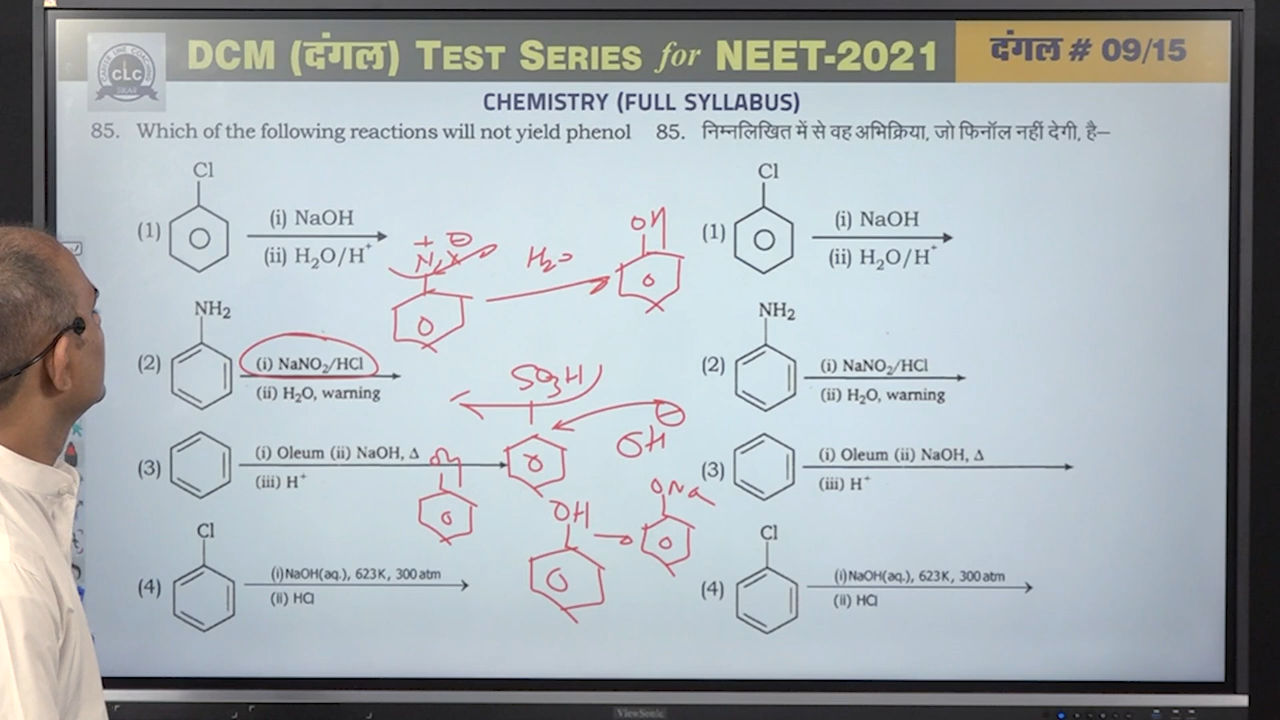 DCM (दंगल) TEST SERIES for NEET-2021
दंगल # 09/15
CLC
CHEMISTRY (FULL SYLLABUS)
85. Which of the following reactions will not yield phenol
(1) Cl
(i) NaOH
(ii) H₂O/H⁺
(2) NH₂
(i) NaNO₂/HCl
(ii) H₂O, warning
(3) (i) Oleum (ii) NaOH, Δ
(iii) H⁺
(4) Cl
(i)NaOH(aq.), 623K, 300 atm
(ii) HCl
N⁺ X⊖
H₂O
OH
SO₃H
⊖
OH
OH
OH
ONa
85. निम्नलिखित में से वह अभिक्रिया, जो फिनॉल नहीं देगी, है–
(1) Cl
(i) NaOH
(ii) H₂O/H⁺
(2) NH₂
(i) NaNO₂/HCl
(ii) H₂O, warning
(3) (i) Oleum (ii) NaOH, Δ
(iii) H⁺
(4) Cl
(i)NaOH(aq.), 623K, 300 atm
(ii) HCl
ViewSonic